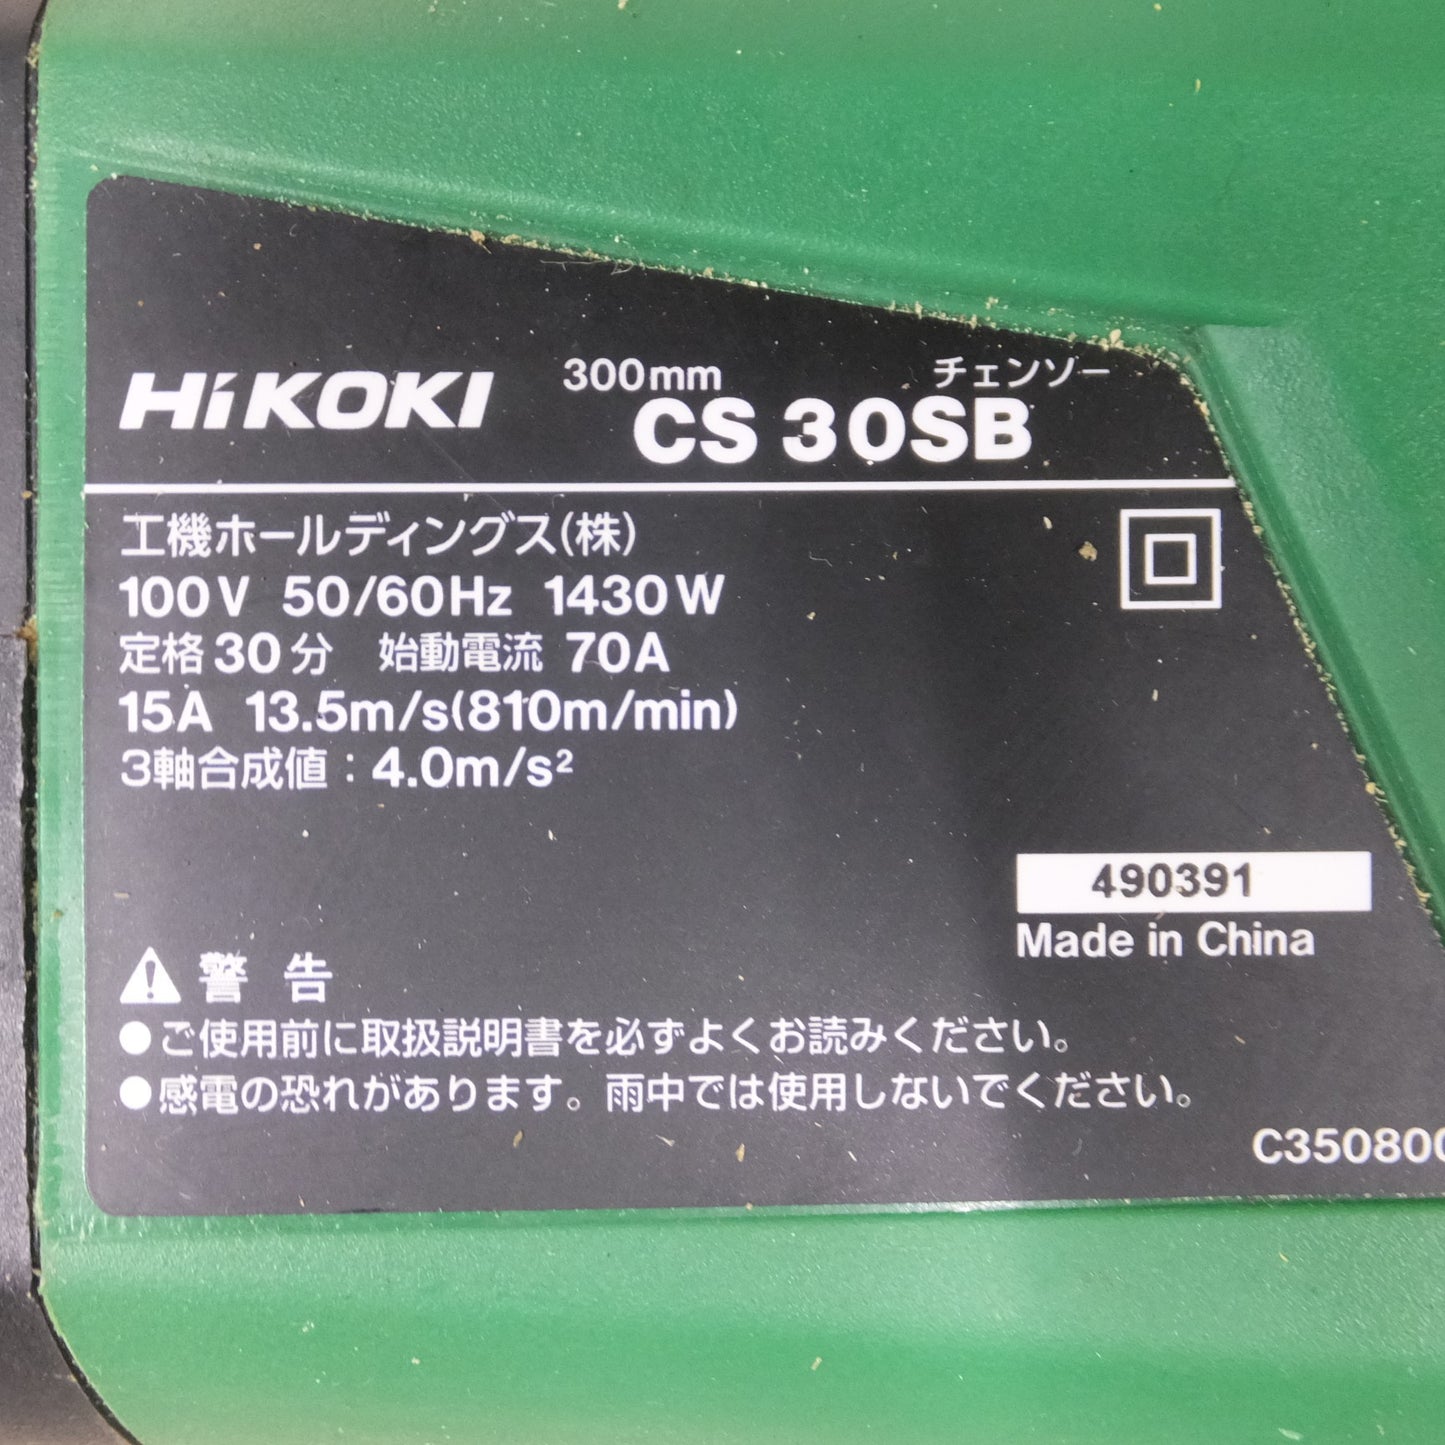 HiKOKI 300mm CS 30SB チェンソー
工機ホールディングス(株)
100V 50/60Hz 1430W
定格30分 始動電流 70A
15A 13.5m/s(810m/min)
3軸合成値：4.0m/s²
490391
Made in China
⚠ 警 告
●ご使用前に取扱説明書を必ずよくお読みください。
●感電の恐れがあります。雨中では使用しないでください。
C350800